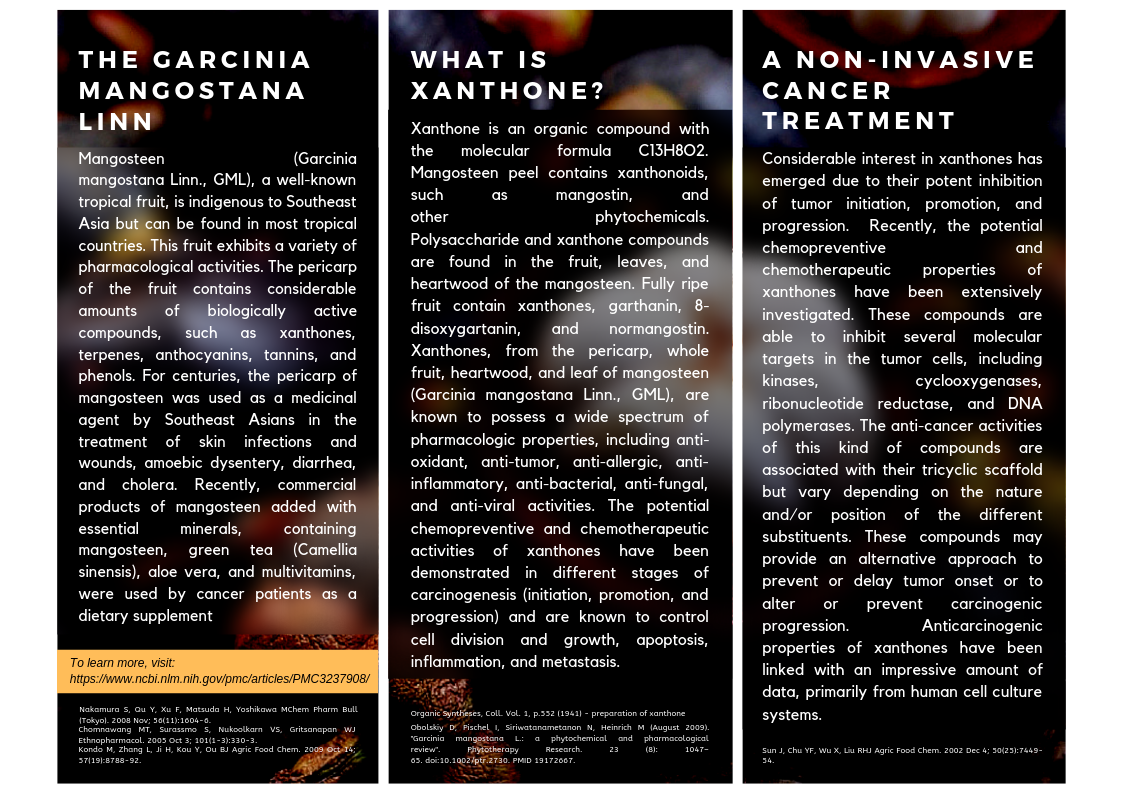 THE GARCINIA
MANGOSTANA
LINN
Mangosteen (Garcinia
mangostana Linn., GML), a well-known
tropical fruit, is indigenous to Southeast
Asia but can be found in most tropical
countries. This fruit exhibits a variety of
pharmacological activities. The pericarp
of the fruit contains considerable
amounts of biologically active
compounds, such as xanthones,
terpenes, anthocyanins, tannins, and
phenols. For centuries, the pericarp of
mangosteen was used as a medicinal
agent by Southeast Asians in the
treatment of skin infections and
wounds, amoebic dysentery, diarrhea,
and cholera. Recently, commercial
products of mangosteen added with
essential minerals, containing
mangosteen, green tea (Camellia
sinensis), aloe vera, and multivitamins,
were used by cancer patients as a
dietary supplement
To learn more, visit:
https://www.ncbi.nlm.nih.gov/pmc/articles/PMC3237908/
Nakamura S, Qu Y, Xu F, Matsuda H, Yoshikawa MChem Pharm Bull
(Tokyo). 2008 Nov; 56(11):1604-6.
Chomnawang MT, Surassmo S, Nukoolkarn VS, Gritsanapan WJ
Ethnopharmacol. 2005 Oct 3; 101(1-3):330-3.
Kondo M, Zhang L, Ji H, Kou Y, Ou BJ Agric Food Chem. 2009 Oct 14;
57(19):8788-92.
WHAT IS
XANTHONE?
Xanthone is an organic compound with
the molecular formula C13H8O2.
Mangosteen peel contains xanthonoids,
such as mangostin, and
other phytochemicals.
Polysaccharide and xanthone compounds
are found in the fruit, leaves, and
heartwood of the mangosteen. Fully ripe
fruit contain xanthones, garthanin, 8-
disoxygartanin, and normangostin.
Xanthones, from the pericarp, whole
fruit, heartwood, and leaf of mangosteen
(Garcinia mangostana Linn., GML), are
known to possess a wide spectrum of
pharmacologic properties, including anti-
oxidant, anti-tumor, anti-allergic, anti-
inflammatory, anti-bacterial, anti-fungal,
and anti-viral activities. The potential
chemopreventive and chemotherapeutic
activities of xanthones have been
demonstrated in different stages of
carcinogenesis (initiation, promotion, and
progression) and are known to control
cell division and growth, apoptosis,
inflammation, and metastasis.
Organic Syntheses, Coll. Vol. 1, p.552 (1941) - preparation of xanthone
Obolskiy D, Pischel I, Siriwatanametanon N, Heinrich M (August 2009).
"Garcinia mangostana L.: a phytochemical and pharmacological
review". Phytotherapy Research. 23 (8): 1047-
65. doi:10.1002/ptr.2730. PMID 19172667.
A NON-INVASIVE
CANCER
TREATMENT
Considerable interest in xanthones has
emerged due to their potent inhibition
of tumor initiation, promotion, and
progression. Recently, the potential
chemopreventive and
chemotherapeutic properties of
xanthones have been extensively
investigated. These compounds are
able to inhibit several molecular
targets in the tumor cells, including
kinases, cyclooxygenases,
ribonucleotide reductase, and DNA
polymerases. The anti-cancer activities
of this kind of compounds are
associated with their tricyclic scaffold
but vary depending on the nature
and/or position of the different
substituents. These compounds may
provide an alternative approach to
prevent or delay tumor onset or to
alter or prevent carcinogenic
progression. Anticarcinogenic
properties of xanthones have been
linked with an impressive amount of
data, primarily from human cell culture
systems.
Sun J, Chu YF, Wu X, Liu RHJ Agric Food Chem. 2002 Dec 4; 50(25):7449-
54.